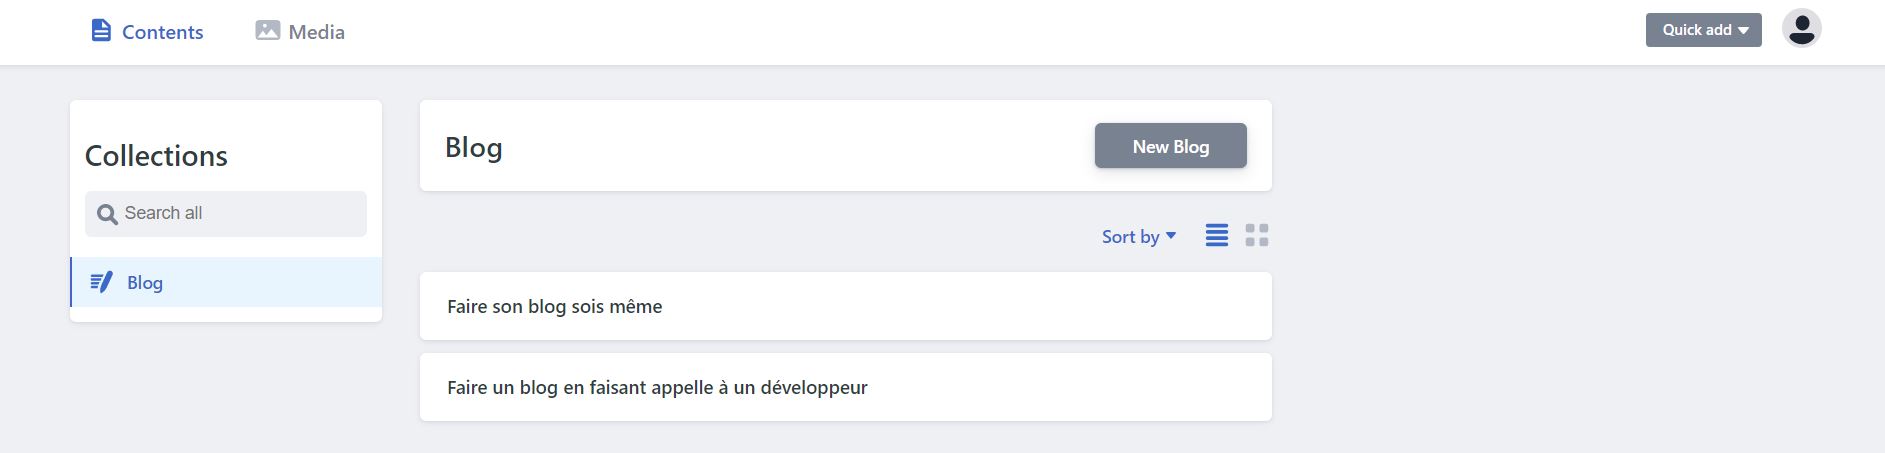 Contents
Media
Quick add
Collections
Search all
Blog
Blog
New Blog
Sort by
Faire son blog sois même
Faire un blog en faisant appelle à un développeur